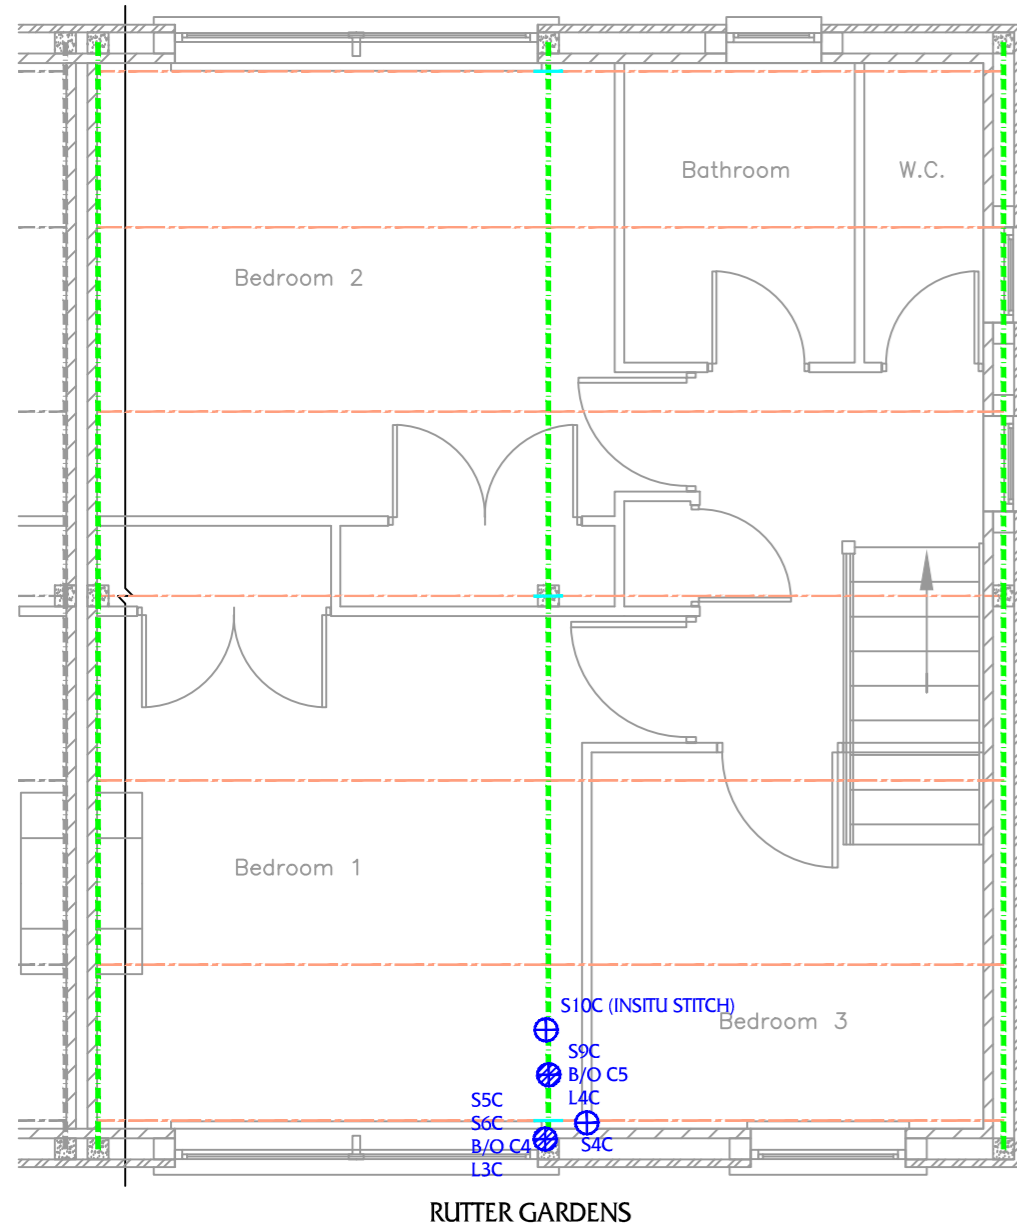 Bathroom
W.C.
Bedroom 2
Bedroom 1
S10C (INSITU STITCH)
Bedroom 3
S9C
B/O C5
L4C
S5C
S6C
B/O C4
L3C
S4C
RUTTER GARDENS